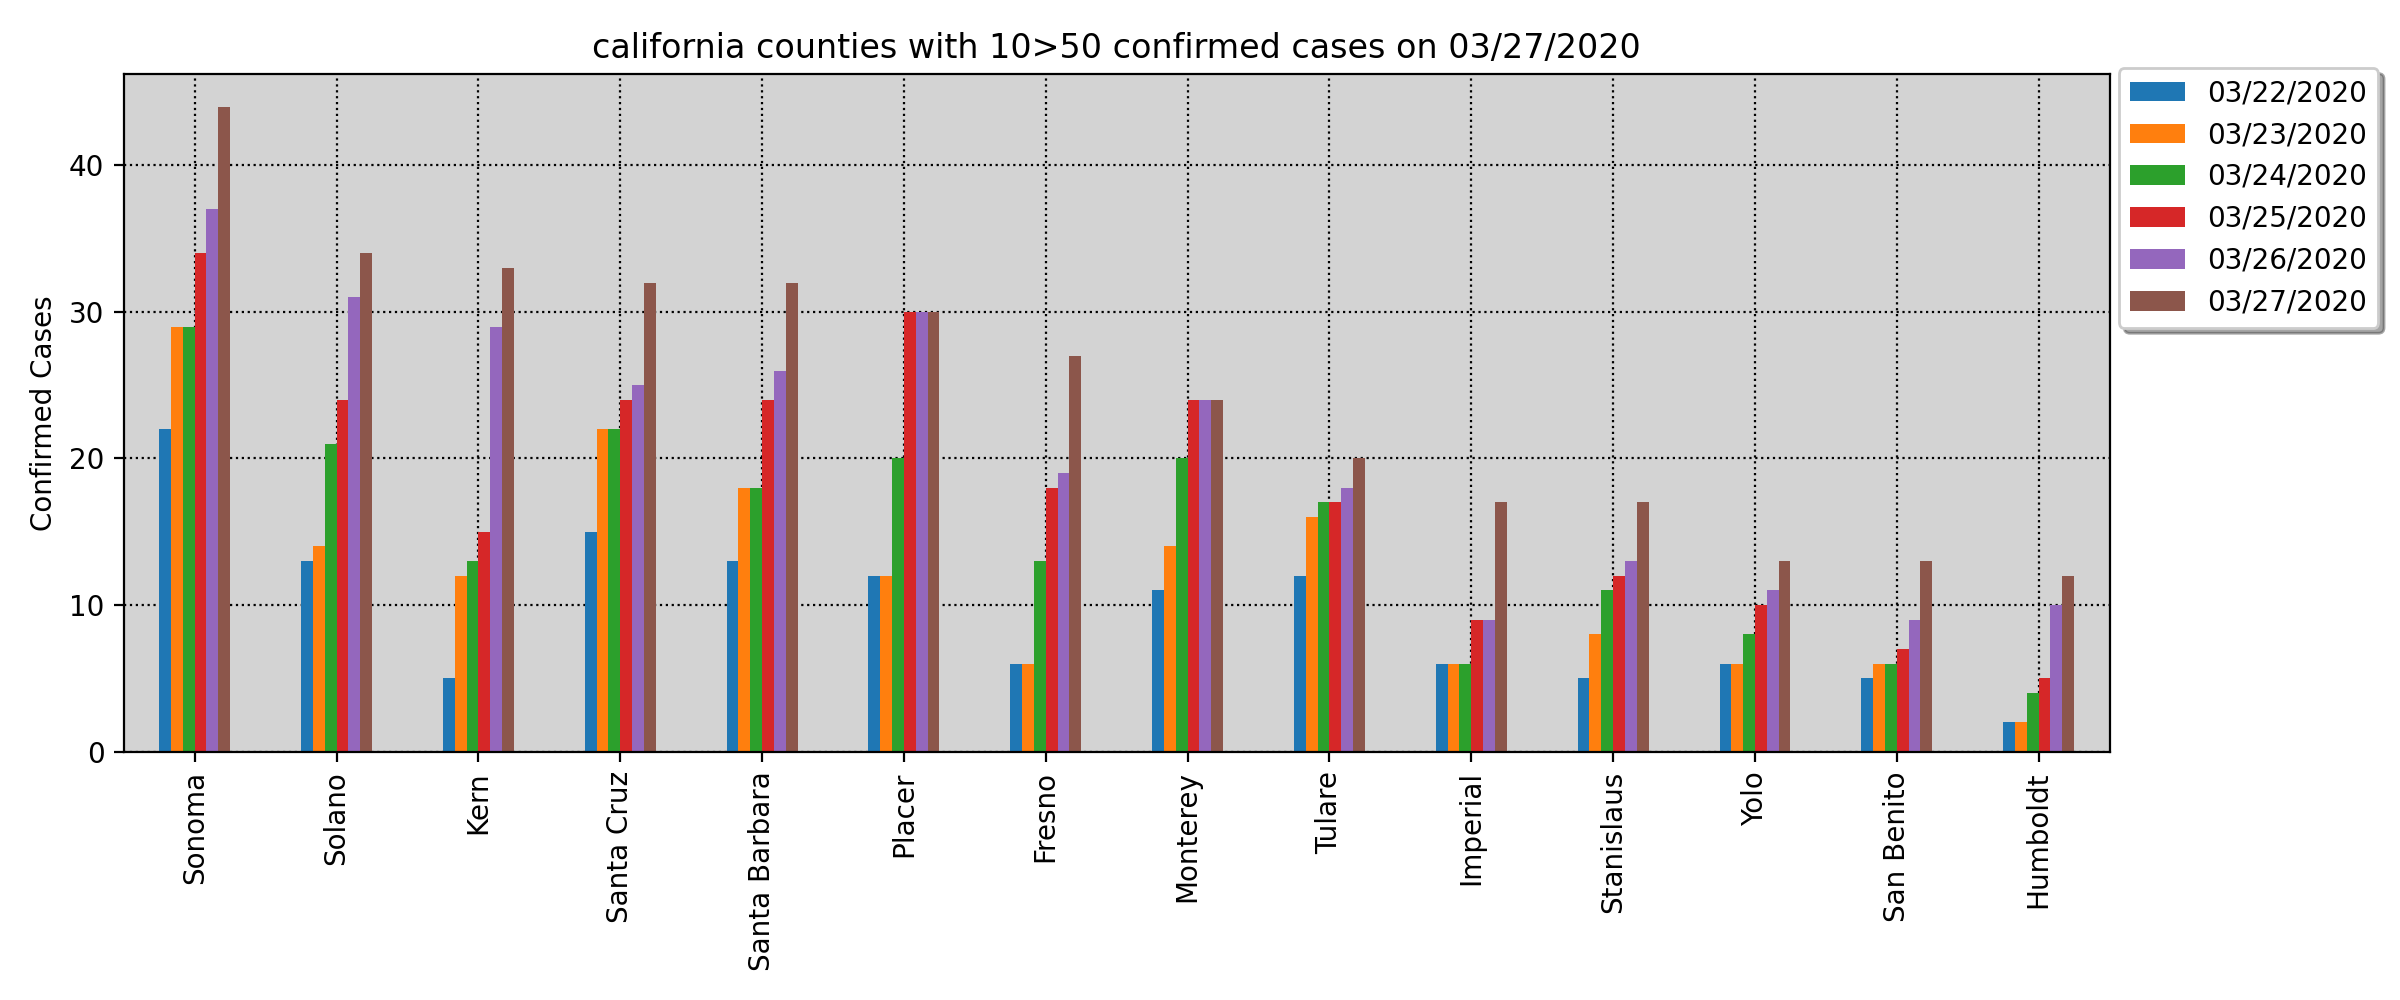 california counties with 10>50 confirmed cases on 03/27/2020
03/22/2020
03/23/2020
03/24/2020
03/25/2020
03/26/2020
03/27/2020
Confirmed Cases
40
30
20
10
0
Sonoma
Solano
Kern
Santa Cruz
Santa Barbara
Placer
Fresno
Monterey
Tulare
Imperial
Stanislaus
Yolo
San Benito
Humboldt